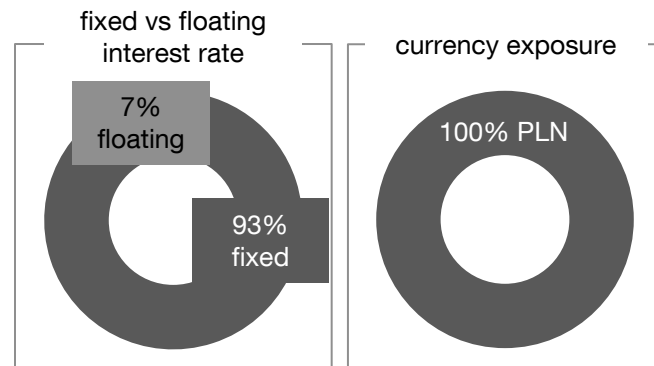 fixed vs floating
interest rate
7%
floating
93%
fixed
currency exposure
100% PLN